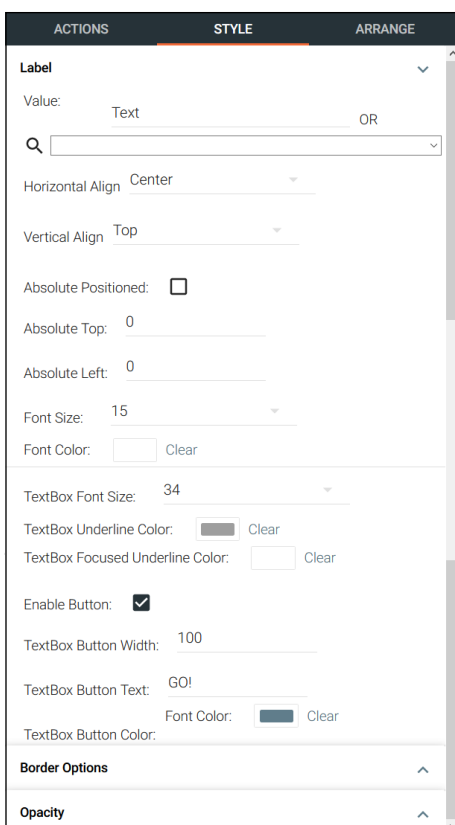 ACTIONS STYLE ARRANGE
Label
Value: Text OR
Horizontal Align Center
Vertical Align Top
Absolute Positioned:
Absolute Top: 0
Absolute Left: 0
Font Size: 15
Font Color: Clear
TextBox Font Size: 34
TextBox Underline Color: Clear
TextBox Focused Underline Color: Clear
Enable Button:
TextBox Button Width: 100
TextBox Button Text: GO!
Font Color: Clear
TextBox Button Color:
Border Options
Opacity